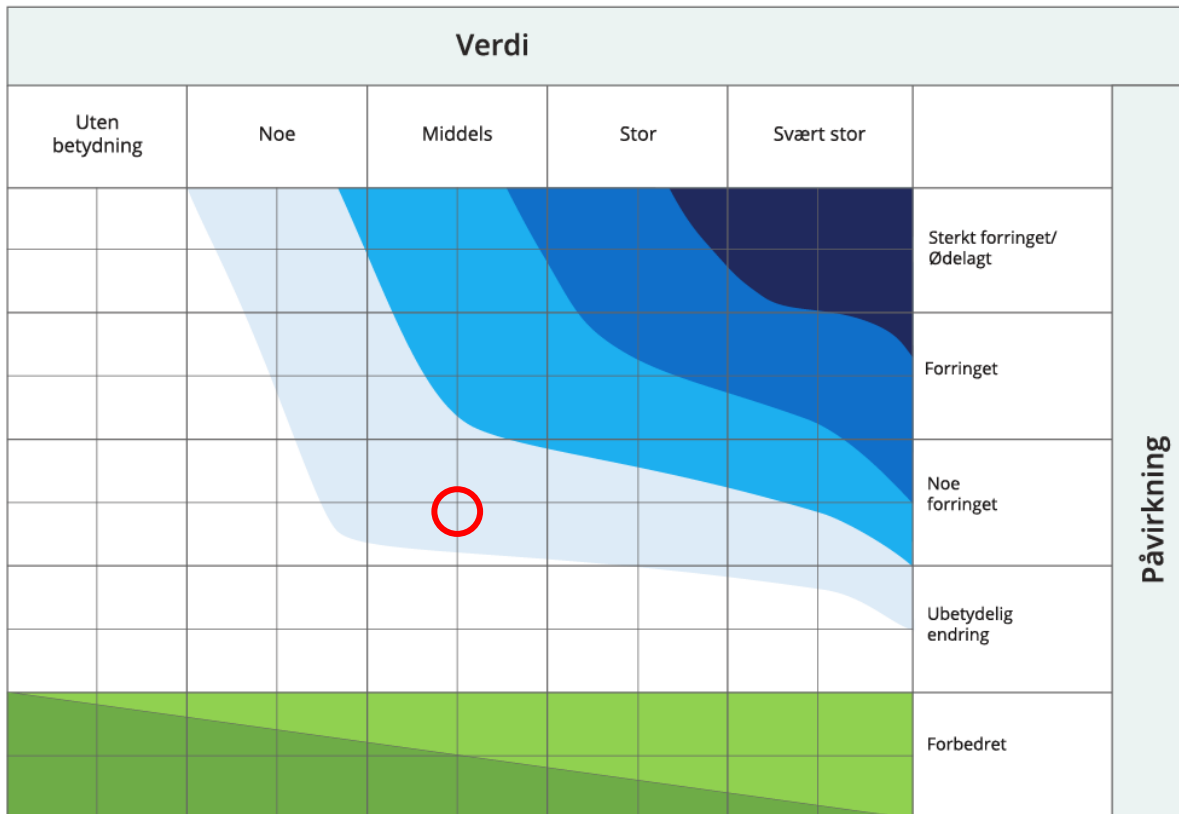 Verdi
Uten
betydning
Noe
Middels
Stor
Svært stor
Sterkt forringet/
Ødelagt
Forringet
Noe
forringet
Ubetydelig
endring
Forbedret
Påvirkning